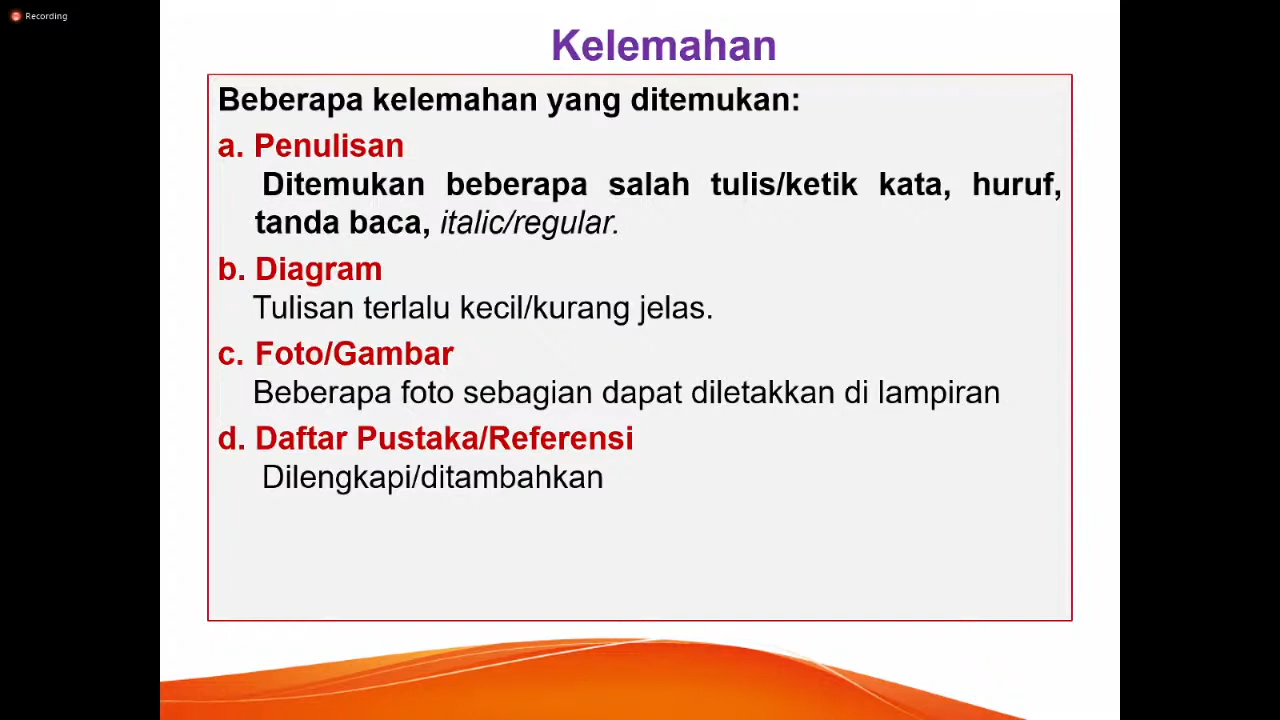 Recording
Kelemahan
Beberapa kelemahan yang ditemukan:
a. Penulisan
Ditemukan beberapa salah tulis/ketik kata, huruf,
tanda baca, italic/regular.
b. Diagram
Tulisan terlalu kecil/kurang jelas.
c. Foto/Gambar
Beberapa foto sebagian dapat diletakkan di lampiran
d. Daftar Pustaka/Referensi
Dilengkapi/ditambahkan